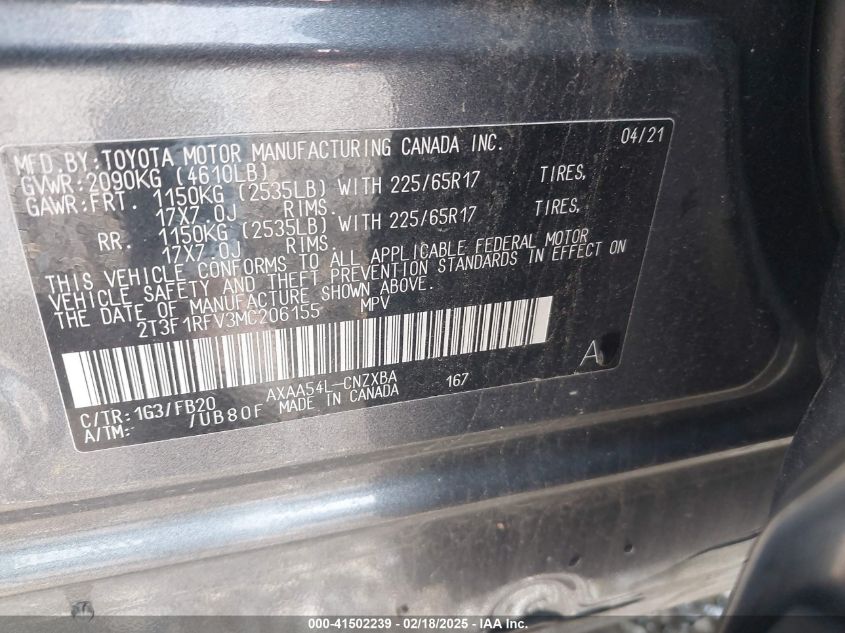 MFD.BY:TOYOTA MOTOR MANUFACTURING CANADA INC. 04/21
GVWR:2090KG (4610LB)
GAWR:FRT. 1150KG (2535LB) WITH 225/65R17 TIRES,
17X7.0J RIMS.
RR. 1150KG (2535LB) WITH 225/65R17 TIRES,
17X7.0J RIMS.
THIS VEHICLE CONFORMS TO ALL APPLICABLE FEDERAL MOTOR
VEHICLE SAFETY AND THEFT PREVENTION STANDARDS IN EFFECT ON
THE DATE OF MANUFACTURE SHOWN ABOVE.
2T3F1RFV3MC206155 MPV
A
C/TR:1G3/FB20 AXAA54L-CNZXBA 167
A/TM: /UB80F MADE IN CANADA
000-41502239 - 02/18/2025 - IAA Inc.